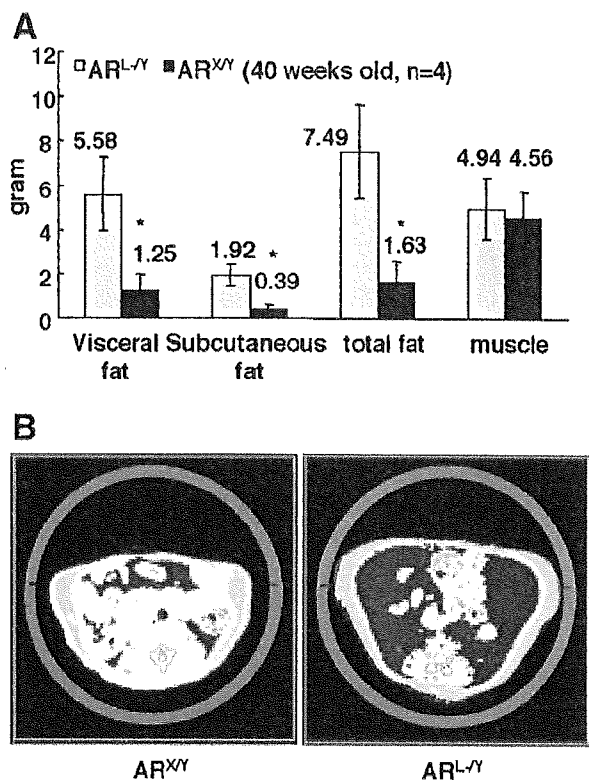 A
□AR^L-/Y ■AR^X/Y (40 weeks old, n=4)
12
10
8
6
4
2
0
gram
5.58
*
1.25
1.92
*
0.39
7.49
*
1.63
4.94 4.56
Visceral fat
Subcutaneous fat
total fat
muscle
B
AR^X/Y
AR^L-/Y